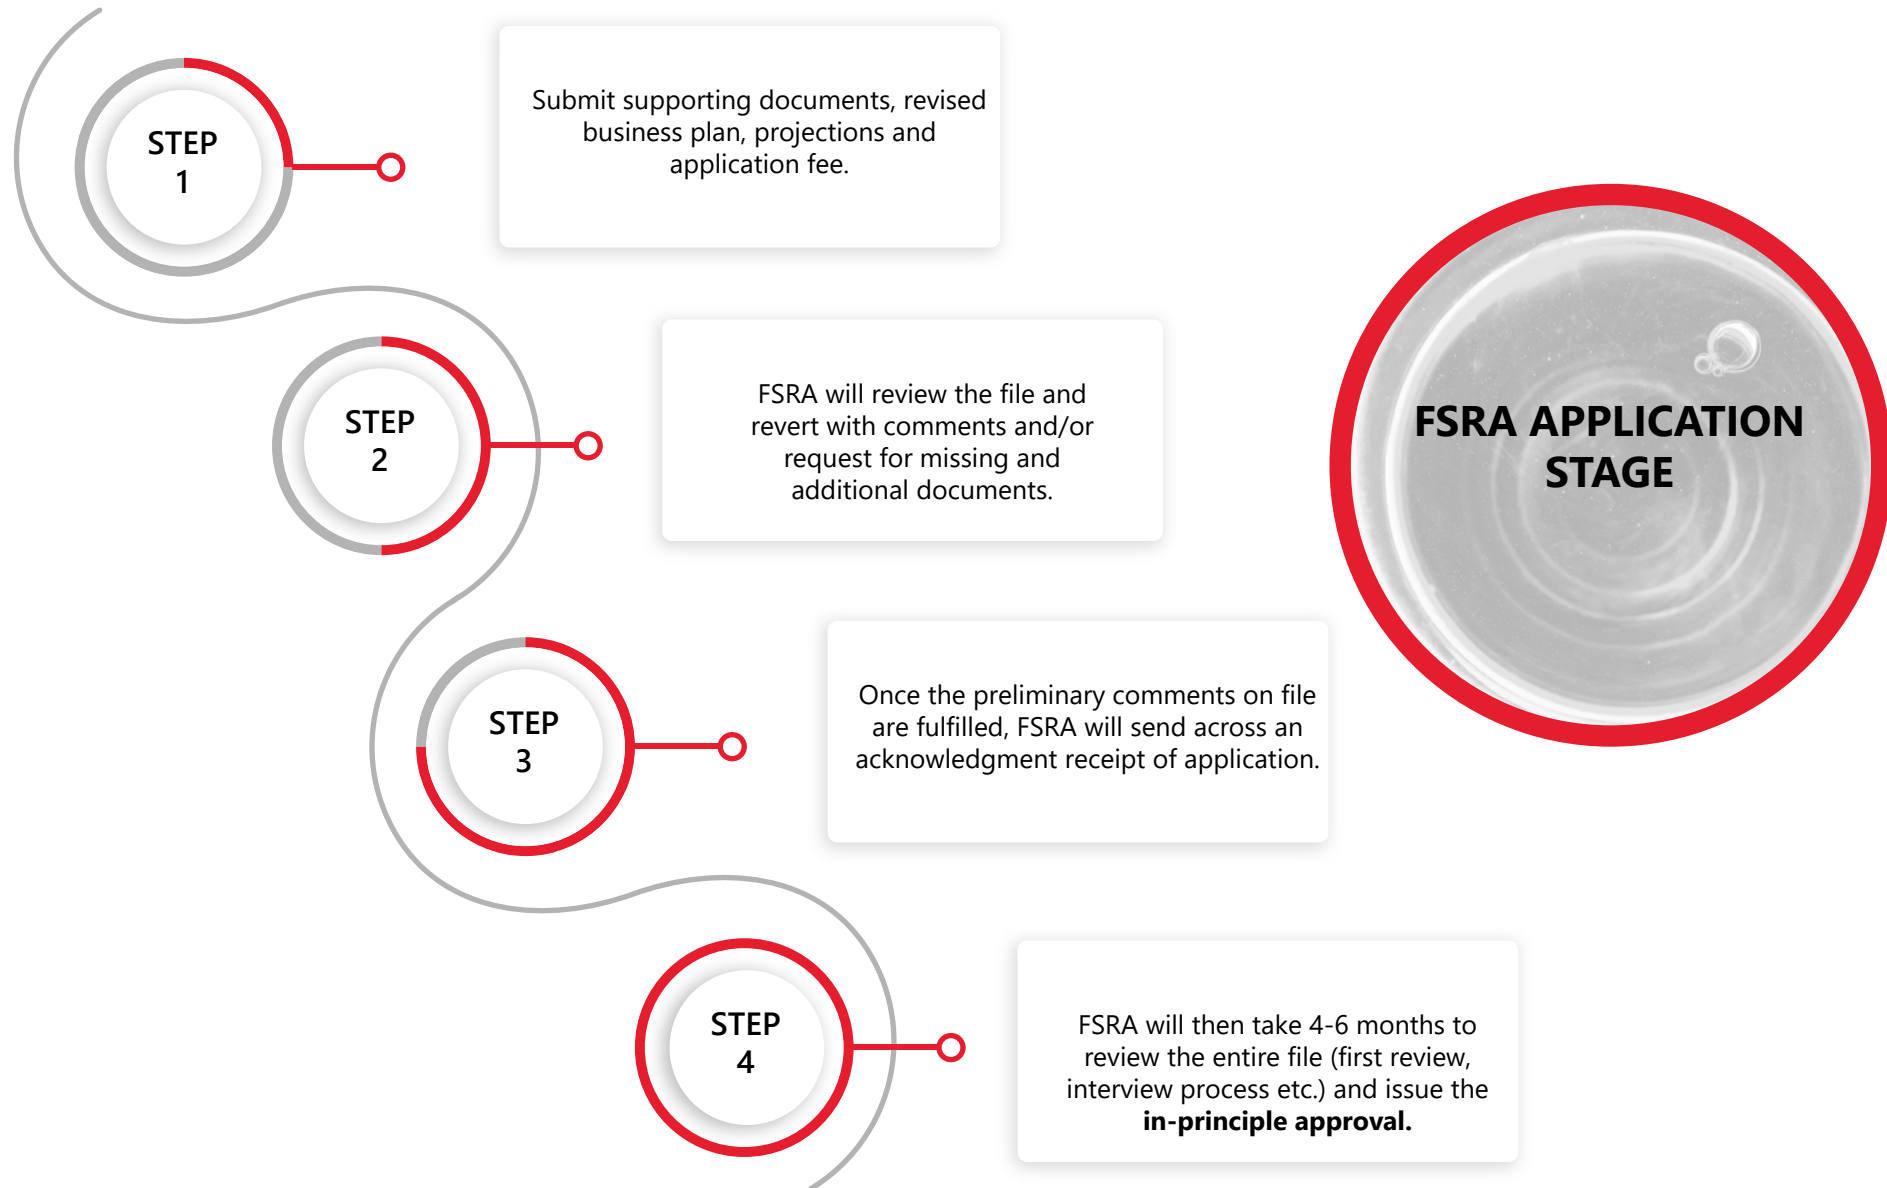 STEP
1
Submit supporting documents, revised
business plan, projections and
application fee.
STEP
2
FSRA will review the file and
revert with comments and/or
request for missing and
additional documents.
FSRA APPLICATION
STAGE
STEP
3
Once the preliminary comments on file
are fulfilled, FSRA will send across an
acknowledgment receipt of application.
STEP
4
FSRA will then take 4-6 months to
review the entire file (first review,
interview process etc.) and issue the
in-principle approval.